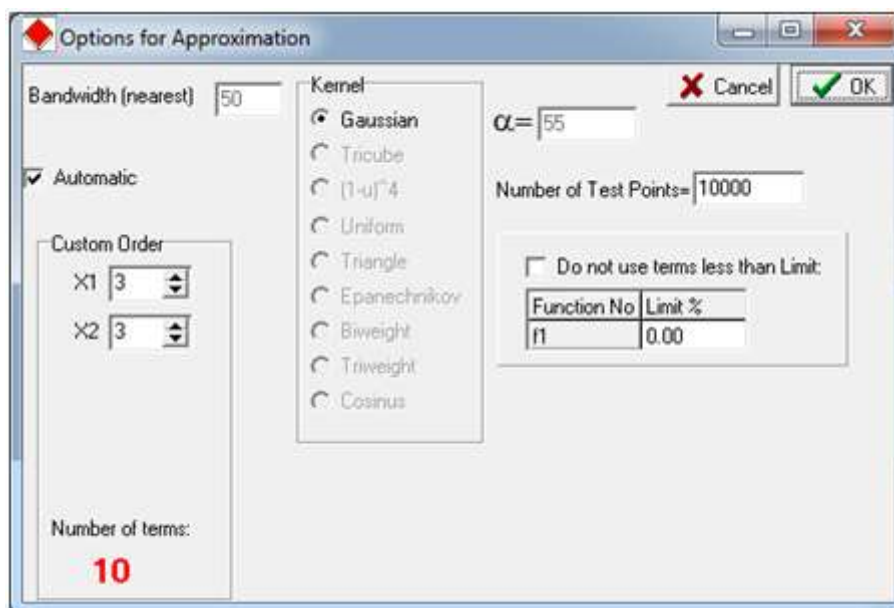 Options for Approximation
Bandwidth (nearest) 50
Automatic
Custom Order
X1 3
X2 3
Number of terms:
10
Kernel
Gaussian
Tricube
(1-u)^4
Uniform
Triangle
Epanechnikov
Biweight
Triweight
Cosinus
Cancel
OK
α= 55
Number of Test Points= 10000
Do not use terms less than Limit:
Function No Limit %
f1 0.00